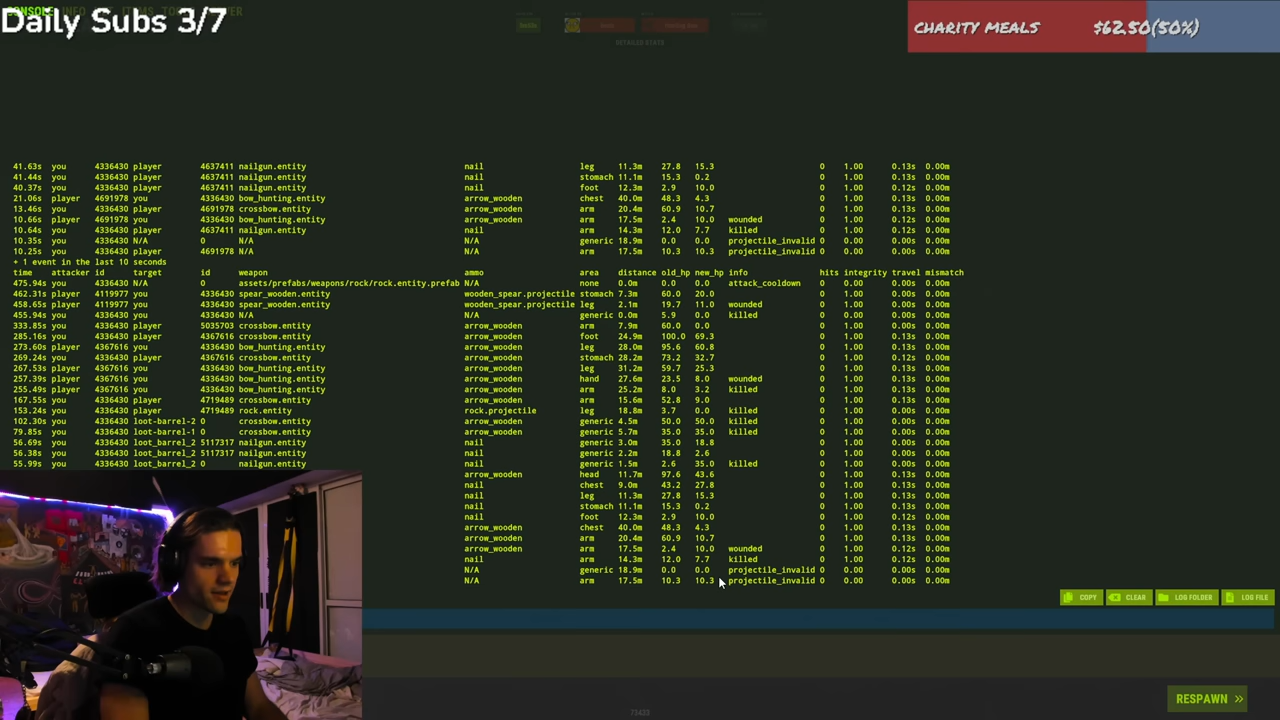 Daily Subs 3/7
CHARITY MEALS $62.50(50%)
DETAILED STATS
41.63s you 4336430 player 4637411 nailgun.entity nail leg 11.3m 27.8 15.3 0 1.00 0.13s 0.00m
41.44s you 4336430 player 4637411 nailgun.entity nail stomach 11.1m 15.3 0.2 0 1.00 0.13s 0.00m
40.37s you 4336430 player 4637411 nailgun.entity nail foot 12.3m 2.9 10.0 0 1.00 0.12s 0.00m
21.06s player 4691978 you 4336430 bow_hunting.entity arrow_wooden chest 40.0m 48.3 4.3 0 1.00 0.13s 0.00m
13.46s you 4336430 player 4691978 crossbow.entity arrow_wooden arm 20.4m 60.9 10.7 0 1.00 0.13s 0.00m
10.66s player 4691978 you 4336430 bow_hunting.entity arrow_wooden arm 17.5m 2.4 10.0 wounded 0 1.00 0.12s 0.00m
10.64s you 4336430 player 4637411 nailgun.entity nail arm 14.3m 12.0 7.7 killed 0 1.00 0.12s 0.00m
10.35s you 4336430 N/A 0 N/A N/A generic 18.9m 0.0 0.0 projectile_invalid 0 0.00 0.00s 0.00m
10.25s you 4336430 player 4691978 N/A N/A arm 17.5m 10.3 10.3 projectile_invalid 0 0.00 0.00s 0.00m
+ 1 event in the last 10 seconds
time attacker id target id weapon ammo area distance old_hp new_hp info hits integrity travel mismatch
475.94s you 4336430 N/A 0 assets/prefabs/weapons/rock/rock.entity.prefab N/A none 0.0m 0.0 0.0 attack_cooldown 0 0.00 0.00s 0.00m
462.31s player 4119977 you 4336430 spear_wooden.entity wooden_spear.projectile stomach 7.3m 60.0 20.0 0 1.00 0.00s 0.00m
458.65s player 4119977 you 4336430 spear_wooden.entity wooden_spear.projectile leg 2.1m 19.7 11.0 wounded 0 1.00 0.00s 0.00m
455.94s you 4336430 you 4336430 N/A N/A generic 0.0m 5.9 0.0 killed 0 1.00 0.00s 0.00m
333.85s you 4336430 player 5035703 crossbow.entity arrow_wooden arm 7.9m 60.0 0.0 0 1.00 0.00s 0.00m
285.16s you 4336430 player 4367616 crossbow.entity arrow_wooden foot 24.9m 100.0 69.3 0 1.00 0.13s 0.00m
273.60s player 4367616 you 4336430 bow_hunting.entity arrow_wooden leg 28.0m 95.6 60.8 0 1.00 0.13s 0.00m
269.24s player 4367616 you 4336430 bow_hunting.entity arrow_wooden stomach 28.2m 73.2 32.7 0 1.00 0.12s 0.00m
267.53s you 4336430 player 4367616 bow_hunting.entity arrow_wooden leg 31.2m 59.7 25.3 0 1.00 0.13s 0.00m
257.39s player 4367616 you 4336430 bow_hunting.entity arrow_wooden hand 27.6m 23.5 8.0 wounded 0 1.00 0.12s 0.00m
255.49s player 4367616 you 4336430 bow_hunting.entity arrow_wooden arm 25.2m 8.0 3.2 killed 0 1.00 0.13s 0.00m
167.55s you 4336430 player 4719489 crossbow.entity arrow_wooden arm 15.6m 52.8 9.0 0 1.00 0.13s 0.00m
153.24s you 4336430 player 4719489 rock.entity rock.projectile leg 18.8m 3.7 0.0 killed 0 1.00 0.00s 0.00m
102.30s you 4336430 loot-barrel-2 0 crossbow.entity arrow_wooden generic 4.5m 50.0 50.0 killed 0 1.00 0.00s 0.00m
79.85s you 4336430 loot-barrel-1 0 crossbow.entity arrow_wooden generic 5.7m 35.0 35.0 killed 0 1.00 0.00s 0.00m
56.69s you 4336430 loot_barrel_2 5117317 nailgun.entity nail generic 3.0m 35.0 18.8 0 1.00 0.00s 0.00m
56.38s you 4336430 loot_barrel_2 5117317 nailgun.entity nail generic 2.2m 18.8 2.6 0 1.00 0.00s 0.00m
55.99s you 4336430 loot_barrel_2 0 nailgun.entity nail generic 1.5m 2.6 35.0 killed 0 1.00 0.00s 0.00m
arrow_wooden head 11.7m 97.6 43.6 0 1.00 0.13s 0.00m
nail chest 9.0m 43.2 27.8 0 1.00 0.13s 0.00m
nail leg 11.3m 27.8 15.3 0 1.00 0.13s 0.00m
nail stomach 11.1m 15.3 0.2 0 1.00 0.13s 0.00m
nail foot 12.3m 2.9 10.0 0 1.00 0.12s 0.00m
arrow_wooden chest 40.0m 48.3 4.3 0 1.00 0.13s 0.00m
arrow_wooden arm 20.4m 60.9 10.7 0 1.00 0.13s 0.00m
arrow_wooden arm 17.5m 2.4 10.0 wounded 0 1.00 0.12s 0.00m
nail arm 14.3m 12.0 7.7 killed 0 1.00 0.12s 0.00m
N/A generic 18.9m 0.0 0.0 projectile_invalid 0 0.00 0.00s 0.00m
N/A arm 17.5m 10.3 10.3 projectile_invalid 0 0.00 0.00s 0.00m
COPY CLEAR LOG FOLDER LOG FILE
RESPAWN >>